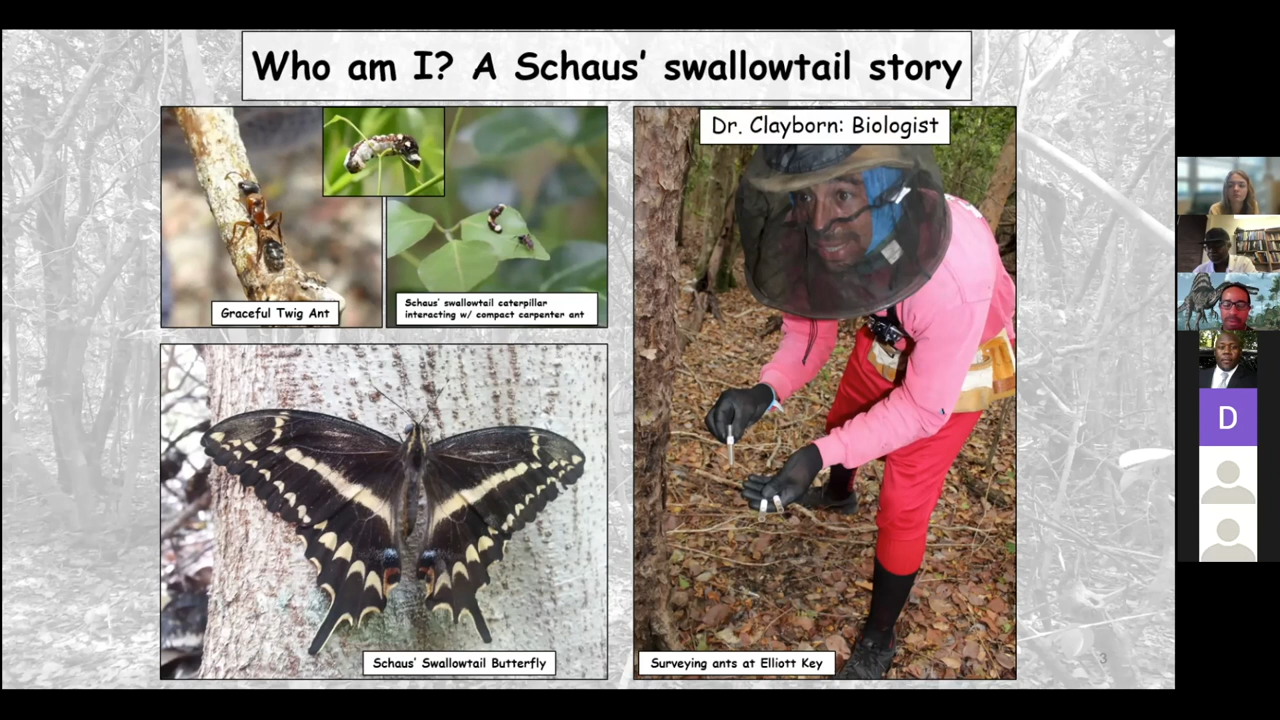 Who am I? A Schaus' swallowtail story
Graceful Twig Ant
Schaus' swallowtail caterpillar
interacting w/ compact carpenter ant
Schaus' Swallowtail Butterfly
Dr. Clayborn: Biologist
Surveying ants at Elliott Key
3
D